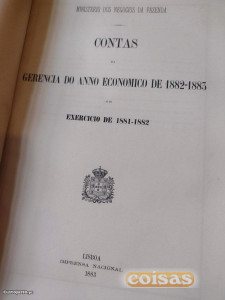 MINISTERIO DOS NEGOCIOS DA FAZENDA
CONTAS
DA
GERENCIA DO ANNO ECONOMICO DE 1882-1883
E DO
EXERCICIO DE 1881-1882
LISBOA
IMPRENSA NACIONAL
1883
coisas